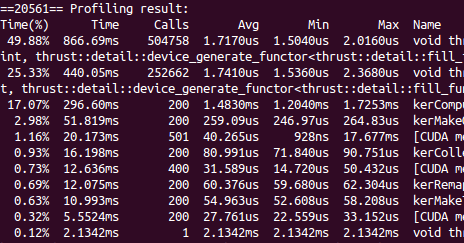 ==20561== Profiling result:
Time(%) Time Calls Avg Min Max Name
49.88% 866.69ms 504758 1.7170us 1.5040us 2.0160us void thr
int, thrust::detail::device_generate_functor<thrust::detail::fill_f
25.33% 440.05ms 252662 1.7410us 1.5360us 2.3680us void thr
t, thrust::detail::device_generate_functor<thrust::detail::fill_fun
17.07% 296.60ms 200 1.4830ms 1.2040ms 1.7253ms kerCompu
2.98% 51.819ms 200 259.09us 246.97us 264.83us kerMakeC
1.16% 20.173ms 501 40.265us 928ns 17.677ms [CUDA me
0.93% 16.198ms 200 80.991us 71.840us 90.751us kerColle
0.73% 12.636ms 400 31.589us 14.720us 50.432us [CUDA me
0.69% 12.075ms 200 60.376us 59.680us 62.304us kerRemap
0.63% 10.993ms 200 54.963us 52.608us 58.208us kerMakeT
0.32% 5.5524ms 200 27.761us 22.559us 33.152us [CUDA me
0.12% 2.1342ms 1 2.1342ms 2.1342ms 2.1342ms void thr